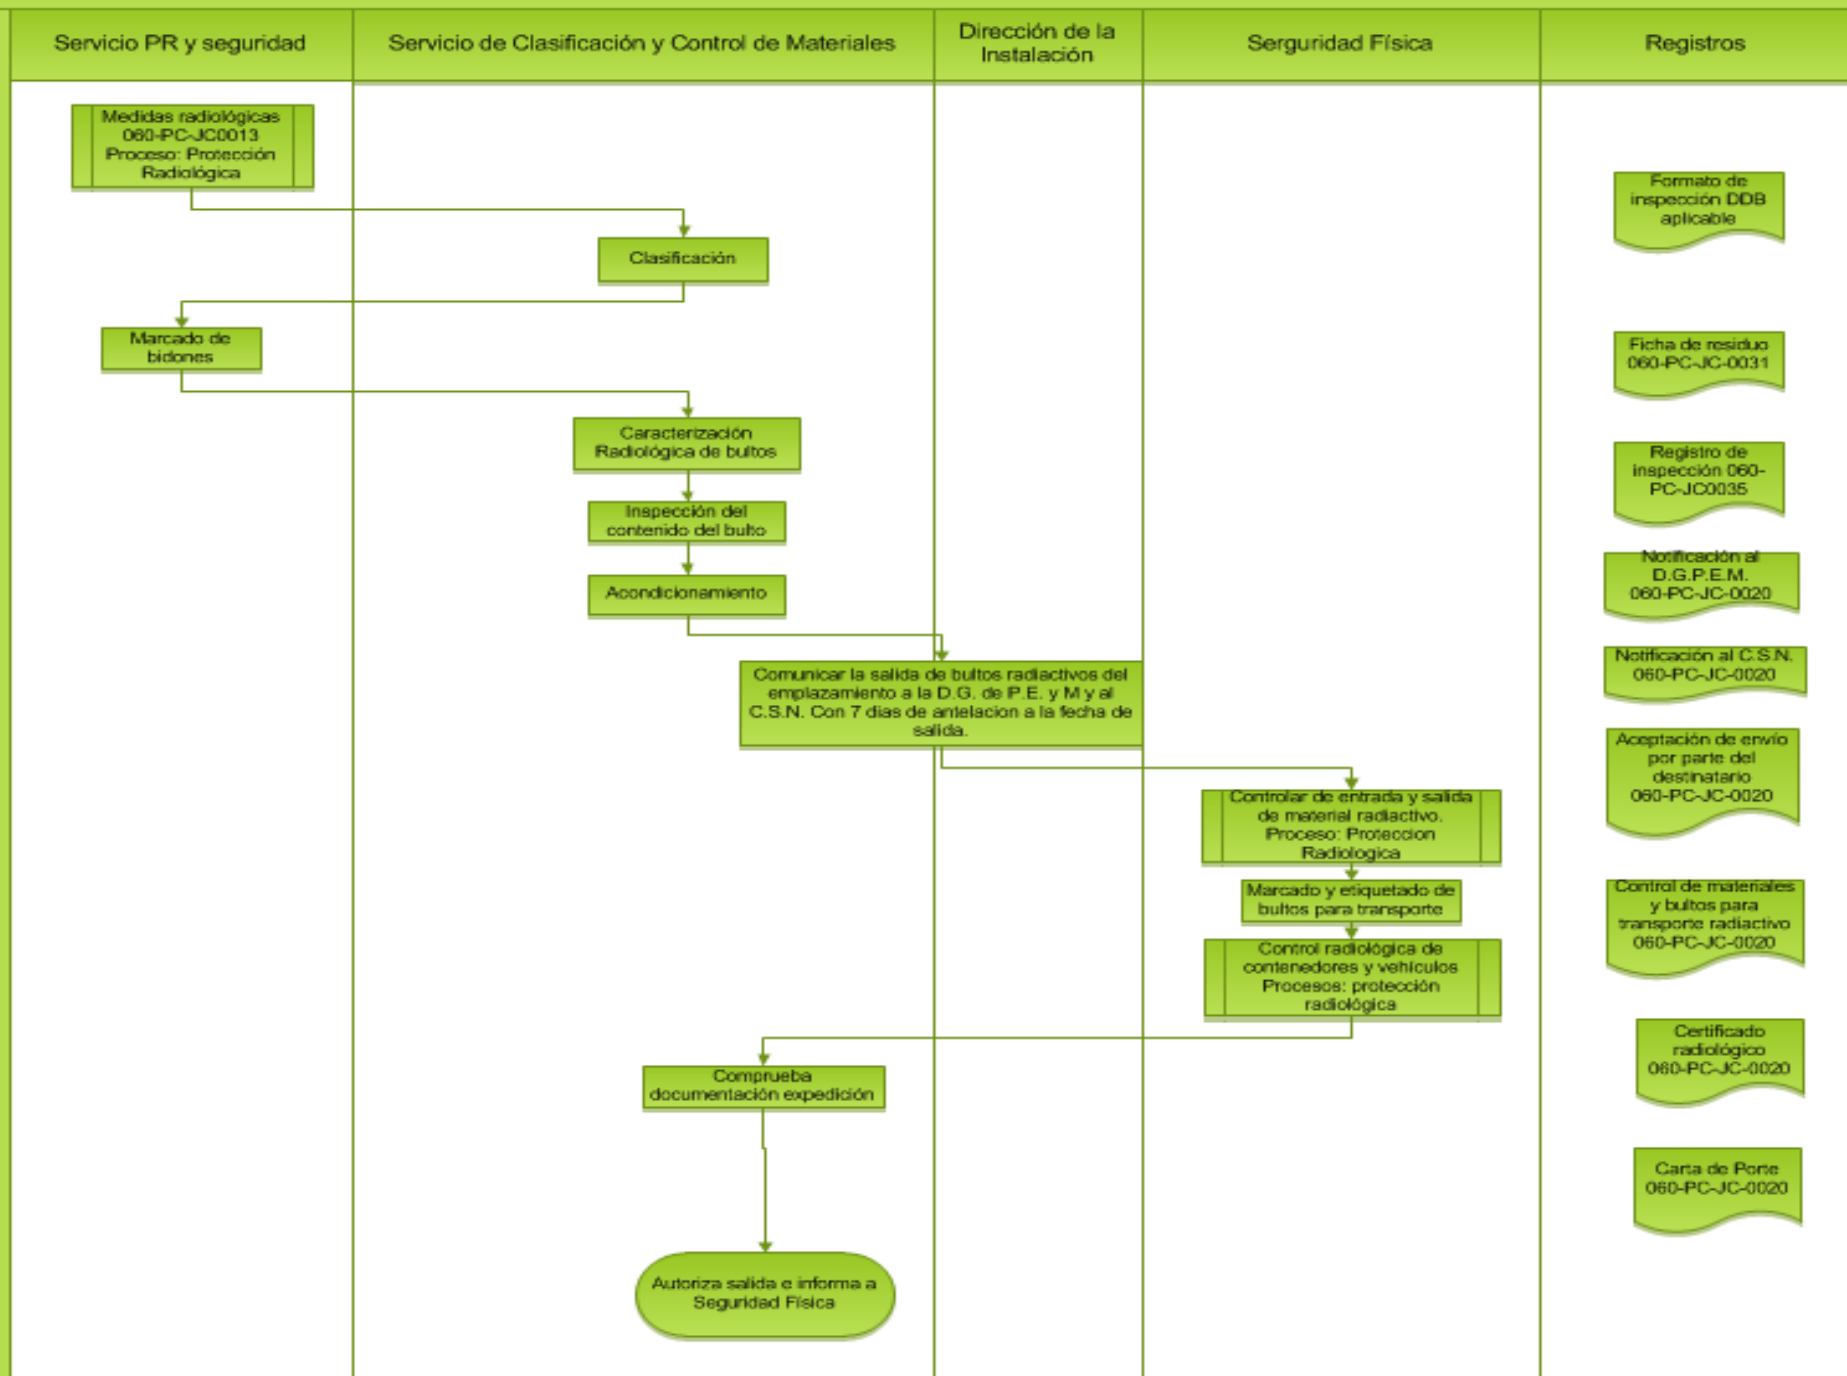 Servicio PR y seguridad
Servicio de Clasificación y Control de Materiales
Dirección de la
Instalación
Serguridad Física
Registros
Medidas radiológicas
060-PC-JC0013
Proceso: Protección
Radiológica
Formato de
inspección DDB
aplicable
Clasificación
Marcado de
bidones
Ficha de residuo
060-PC-JC-0031
Caracterización
Radiológica de bultos
Registro de
inspección 060-
PC-JC0035
Inspección del
contenido del bulto
Notificación al
D.G.P.E.M.
060-PC-JC-0020
Acondicionamiento
Notificación al C.S.N.
060-PC-JC-0020
Comunicar la salida de bultos radiactivos del
emplazamiento a la D.G. de P.E. y M y al
C.S.N. Con 7 dias de antelacion a la fecha de
salida.
Aceptación de envío
por parte del
destinatario
060-PC-JC-0020
Controlar de entrada y salida
de material radiactivo.
Proceso: Proteccion
Radiologica
Marcado y etiquetado de
bultos para transporte
Control de materiales
y bultos para
transporte radiactivo
060-PC-JC-0020
Control radiológica de
contenedores y vehículos
Procesos: protección
radiológica
Certificado
radiológico
060-PC-JC-0020
Comprueba
documentación expedición
Carta de Porte
060-PC-JC-0020
Autoriza salida e informa a
Seguridad Física